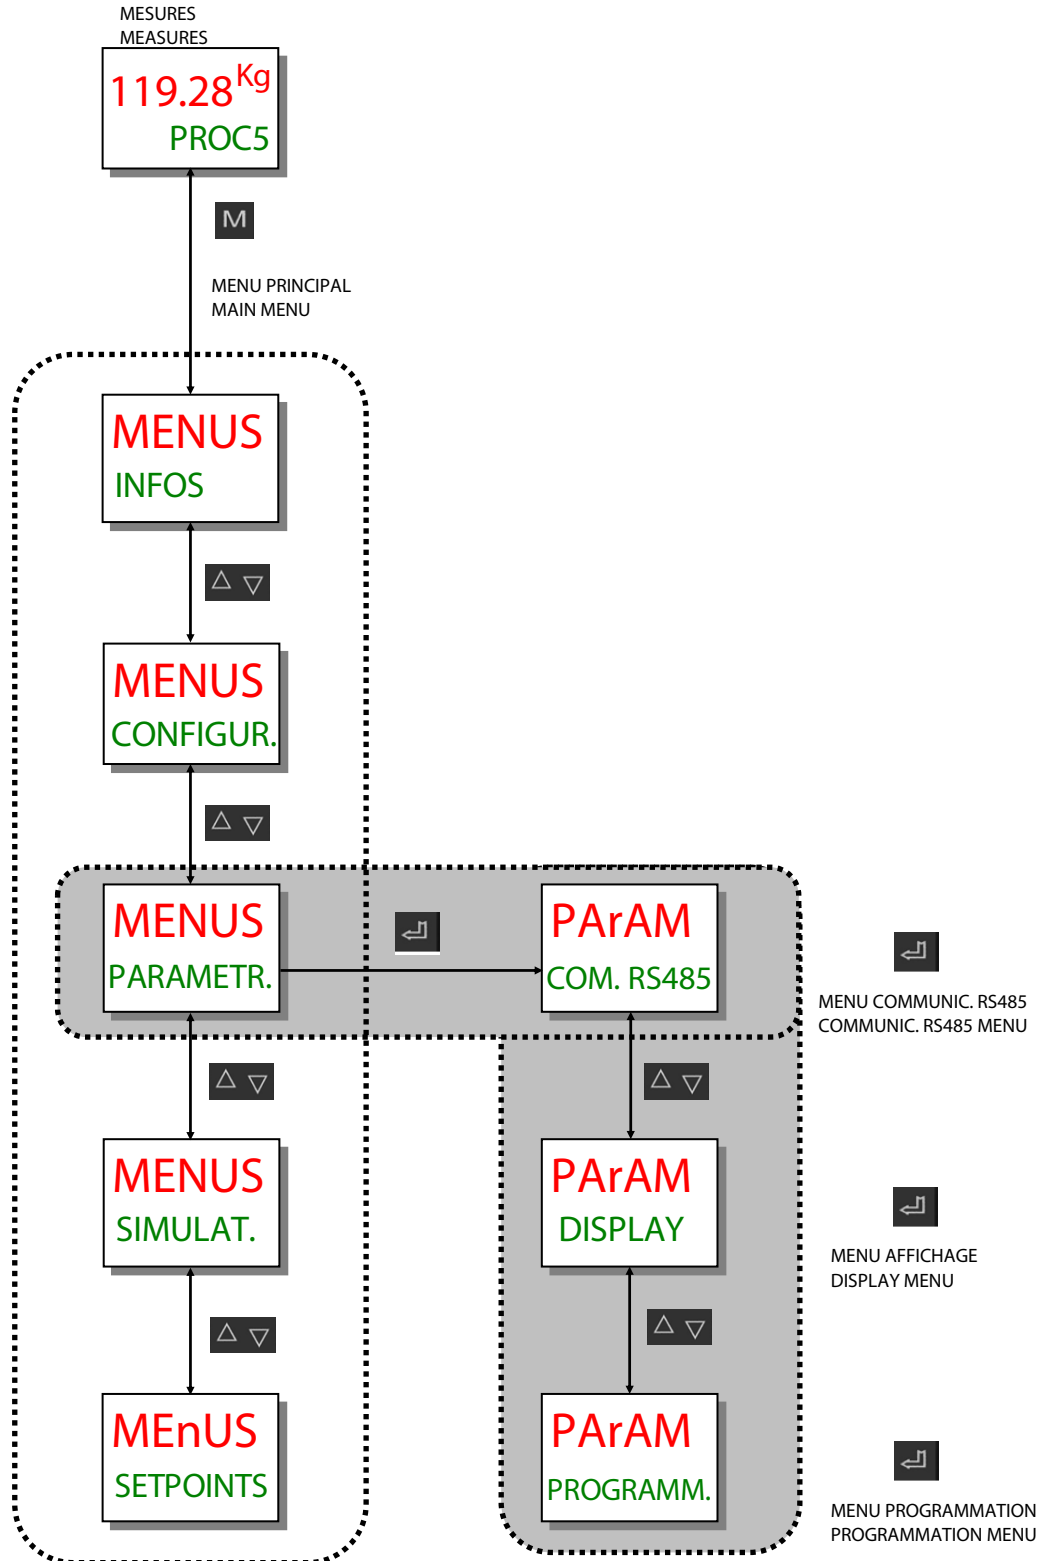 MESURES
MEASURES
119.28Kg
PROC5
M
MENU PRINCIPAL
MAIN MENU
MENUS
INFOS
MENUS
CONFIGUR.
MENUS
PARAMETR.
PArAM
COM. RS485
MENU COMMUNIC. RS485
COMMUNIC. RS485 MENU
MENUS
SIMULAT.
PArAM
DISPLAY
MENU AFFICHAGE
DISPLAY MENU
MEnUS
SETPOINTS
PArAM
PROGRAMM.
MENU PROGRAMMATION
PROGRAMMATION MENU